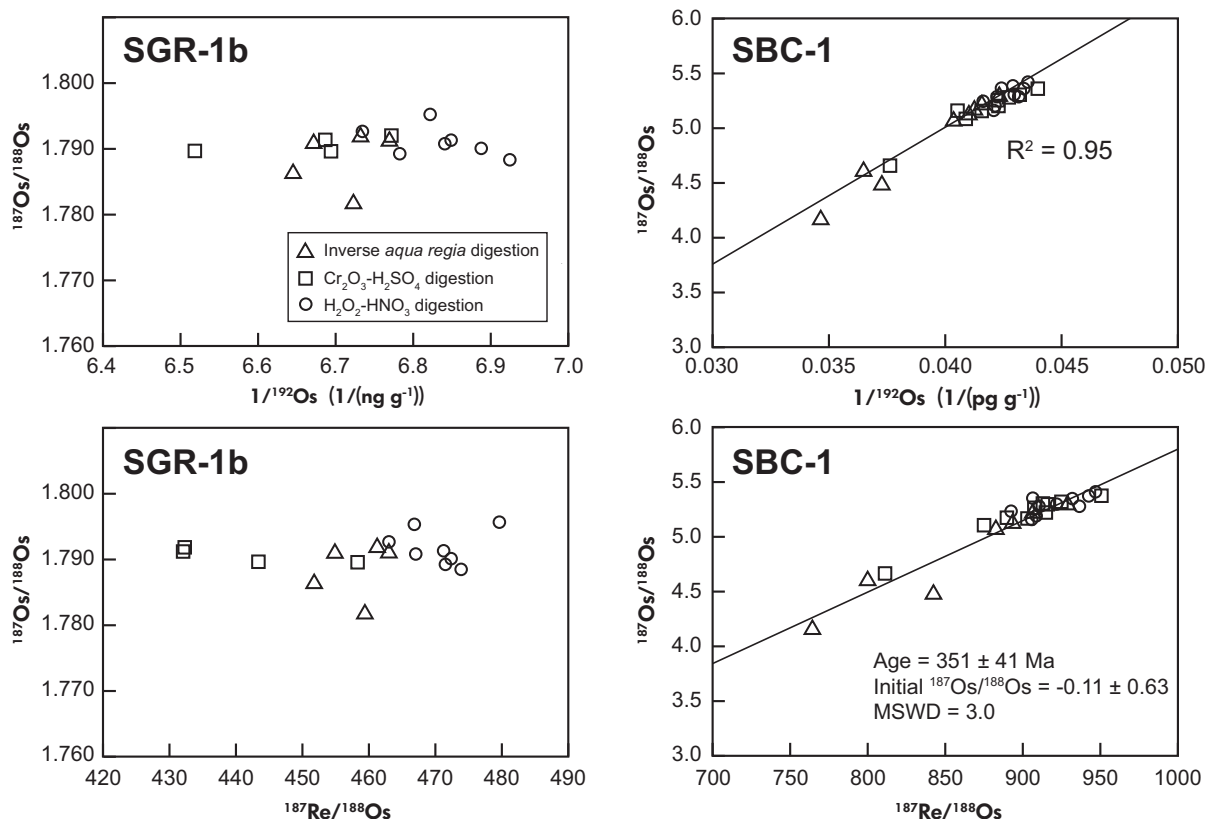 SGR-1b
1.800
1.790
1.780
1.770
1.760
¹⁸⁷Os/¹⁸⁸Os
△ Inverse aqua regia digestion
□ Cr₂O₃-H₂SO₄ digestion
○ H₂O₂-HNO₃ digestion
6.4 6.5 6.6 6.7 6.8 6.9 7.0
1/¹⁹²Os (1/(ng g⁻¹))
SBC-1
6.0
5.5
5.0
4.5
4.0
3.5
3.0
¹⁸⁷Os/¹⁸⁸Os
R² = 0.95
0.030 0.035 0.040 0.045 0.050
1/¹⁹²Os (1/(pg g⁻¹))
SGR-1b
1.800
1.790
1.780
1.770
1.760
¹⁸⁷Os/¹⁸⁸Os
420 430 440 450 460 470 480 490
¹⁸⁷Re/¹⁸⁸Os
SBC-1
6.0
5.5
5.0
4.5
4.0
3.5
3.0
¹⁸⁷Os/¹⁸⁸Os
Age = 351 ± 41 Ma
Initial ¹⁸⁷Os/¹⁸⁸Os = -0.11 ± 0.63
MSWD = 3.0
700 750 800 850 900 950 1000
¹⁸⁷Re/¹⁸⁸Os